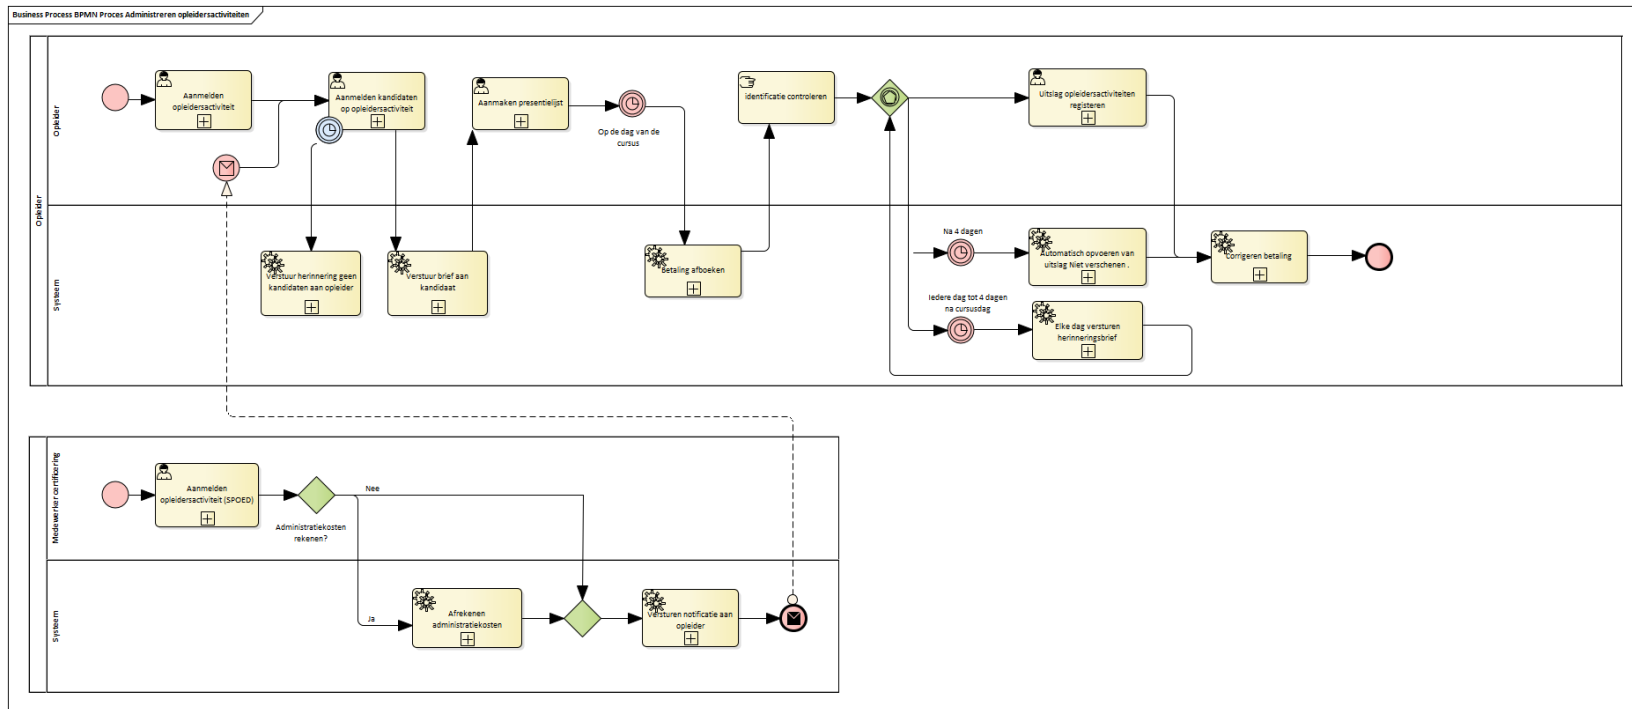 Business Process BPMN Proces Administreren opleidersactiviteiten
Opleider
Opleider
Systeem
Aanmelden
opleidersactiviteit
Aanmelden kandidaten
op opleidersactiviteit
Aanmaken presentielijst
Op de dag van de
cursus
identificatie controleren
Uitslag opleidersactiviteiten
registeren
Verstuur herinnering geen
kandidaten aan opleider
Verstuur brief aan
kandidaat
Betaling afboeken
Na 4 dagen
Automatisch opvoeren van
uitslag Niet verschenen .
Corrigeren betaling
Iedere dag tot 4 dagen
na cursusdag
Elke dag versturen
herinneringsbrief
Medewerker certificering
Systeem
Aanmelden
opleidersactiviteit (SPOED)
Administratiekosten
rekenen?
Nee
Ja
Afrekenen
administratiekosten
Versturen notificatie aan
opleider